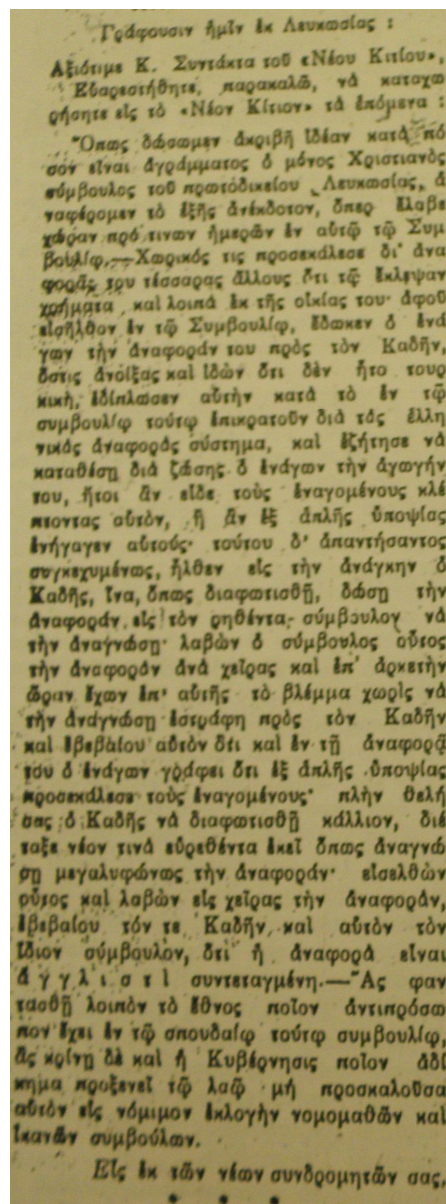 Γράφουσιν ἡμῖν ἐκ Λευκωσίας :
Ἀξιότιμε Κ. Συντάκτα τοῦ «Νέου Κιτίου»,
Εὐαρεστήθητε, παρακαλῶ, νὰ καταχω
ρήσητε εἰς τὸ «Νέον Κίτιον» τὰ ἑπόμενα :
Ὅπως δώσωμεν ἀκριβῆ ἰδέαν κατὰ πό
σον εἶναι ἀγράμματος ὁ μόνος Χριστιανὸς
σύμβουλος τοῦ πρωτοδικείου Λευκωσίας, ἀ
ναφέρομεν τὸ ἑξῆς ἀνέκδοτον, ὅπερ ἔλαβε
χώραν πρό τινων ἡμερῶν ἐν αὐτῷ τῷ Συμ
βουλίῳ.—Χωρικός τις προσεκάλεσε δι' ἀνα
φορᾶς του τέσσαρας ἄλλους ὅτι τῷ ἔκλεψαν
χρήματα καὶ λοιπὰ ἐκ τῆς οἰκίας του· ἀφοῦ
εἰσῆλθον ἐν τῷ Συμβουλίῳ, ἔδωκεν ὁ ἐνά
γων τὴν ἀναφοράν του πρὸς τὸν Καδῆν,
ὅστις ἀνοίξας καὶ ἰδὼν ὅτι δὲν ἦτο τουρ
κικὴ, ἐδίπλωσεν αὐτὴν κατὰ τὸ ἐν τῷ
συμβουλίῳ τούτῳ ἐπικρατοῦν διὰ τὰς ἑλλη
νικὰς ἀναφορὰς σύστημα, καὶ ἐζήτησε νὰ
καταθέσῃ διὰ ζώσης ὁ ἐνάγων τὴν ἀγωγήν
του, ἤτοι ἂν εἶδε τοὺς ἐναγομένους κλέ
πτοντας αὐτὸν, ἢ ἂν ἐξ ἁπλῆς ὑποψίας
ἐνήγαγεν αὐτούς· τούτου δ' ἀπαντήσαντος
συγκεχυμένως, ἦλθεν εἰς τὴν ἀνάγκην ὁ
Καδῆς, ἵνα, ὅπως διαφωτισθῇ, δώσῃ τὴν
ἀναφορὰν εἰς τὸν ρηθέντα σύμβουλον νὰ
τὴν ἀναγνώσῃ· λαβὼν ὁ σύμβουλος οὗτος
τὴν ἀναφορὰν ἀνὰ χεῖρας καὶ ἐπ' ἀρκετὴν
ὥραν ἔχων ἐπ' αὐτῆς τὸ βλέμμα χωρὶς νὰ
τὴν ἀναγνώσῃ ἐστράφη πρὸς τὸν Καδῆν
καὶ ἐβεβαίου αὐτὸν ὅτι καὶ ἐν τῇ ἀναφορᾷ
του ὁ ἐνάγων γράφει ὅτι ἐξ ἁπλῆς ὑποψίας
προσεκάλεσε τοὺς ἐναγομένους· πλὴν θελή
σας ὁ Καδῆς νὰ διαφωτισθῇ κάλλιον, διέ
ταξε νέον τινὰ εὑρεθέντα ἐκεῖ ὅπως ἀναγνώ
σῃ μεγαλυφώνως τὴν ἀναφοράν· εἰσελθὼν
οὗτος καὶ λαβὼν εἰς χεῖρας τὴν ἀναφοράν,
ἐβεβαίου τόν τε Καδῆν καὶ αὐτὸν τὸν
ἴδιον σύμβουλον, ὅτι ἡ ἀναφορὰ εἶναι
ἀγγλιστὶ συντεταγμένη.—Ἂς φαν
τασθῇ λοιπὸν τὸ ἔθνος ποῖον ἀντιπρόσω
πον ἔχει ἐν τῷ σπουδαίῳ τούτῳ συμβουλίῳ,
ἂς κρίνῃ δὲ καὶ ἡ Κυβέρνησις ποῖον ἀδί
κημα προξενεῖ τῷ λαῷ μὴ προσκαλοῦσα
αὐτὸν εἰς νόμιμον ἐκλογὴν νομομαθῶν καὶ
ἱκανῶν συμβούλων.
Εἷς ἐκ τῶν νέων συνδρομητῶν σας.